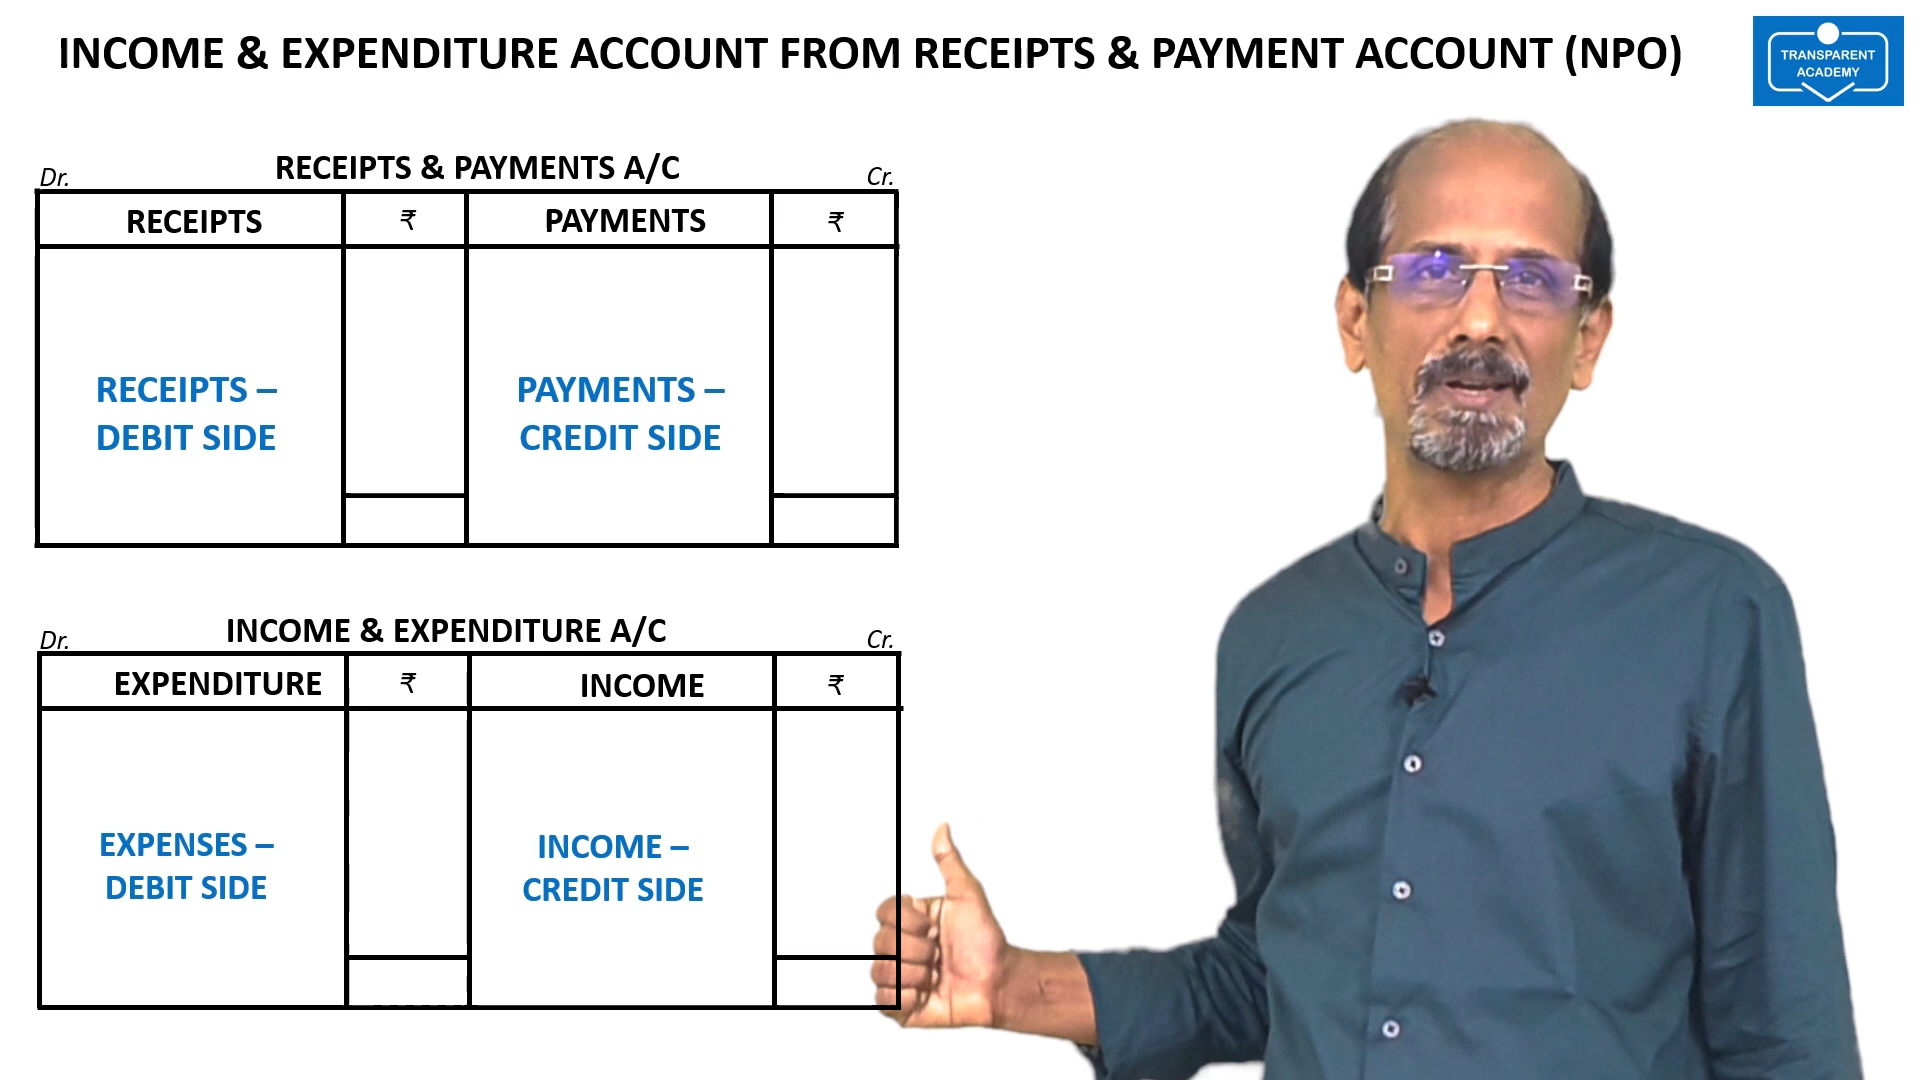 INCOME & EXPENDITURE ACCOUNT FROM RECEIPTS & PAYMENT ACCOUNT (NPO)
TRANSPARENT
ACADEMY
RECEIPTS & PAYMENTS A/C
Dr. Cr.
RECEIPTS ₹ PAYMENTS ₹
RECEIPTS – PAYMENTS –
DEBIT SIDE CREDIT SIDE
INCOME & EXPENDITURE A/C
Dr. Cr.
EXPENDITURE ₹ INCOME ₹
EXPENSES – INCOME –
DEBIT SIDE CREDIT SIDE